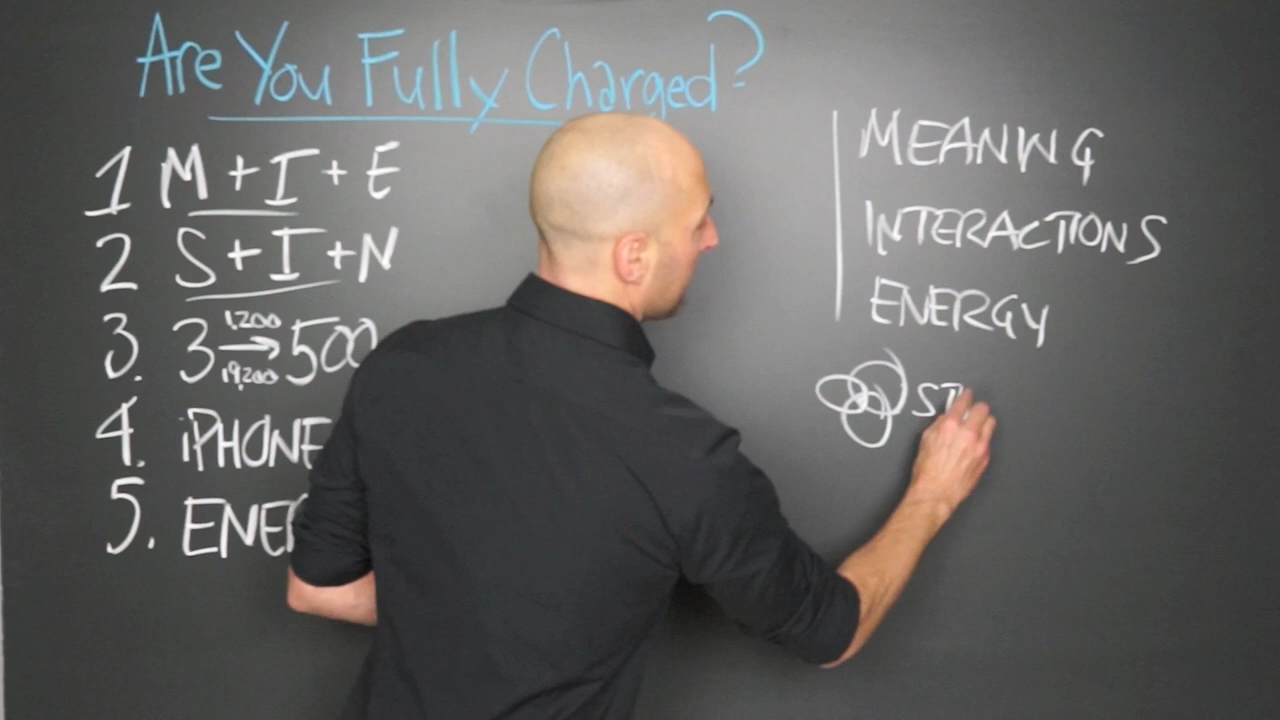 Are You Fully Charged?
1 M + I + E
2 S + I + N
3. 3 1,200 → 19,200 500
4. iPHONE
5. ENER
MEANING
INTERACTIONS
ENERGY
ST